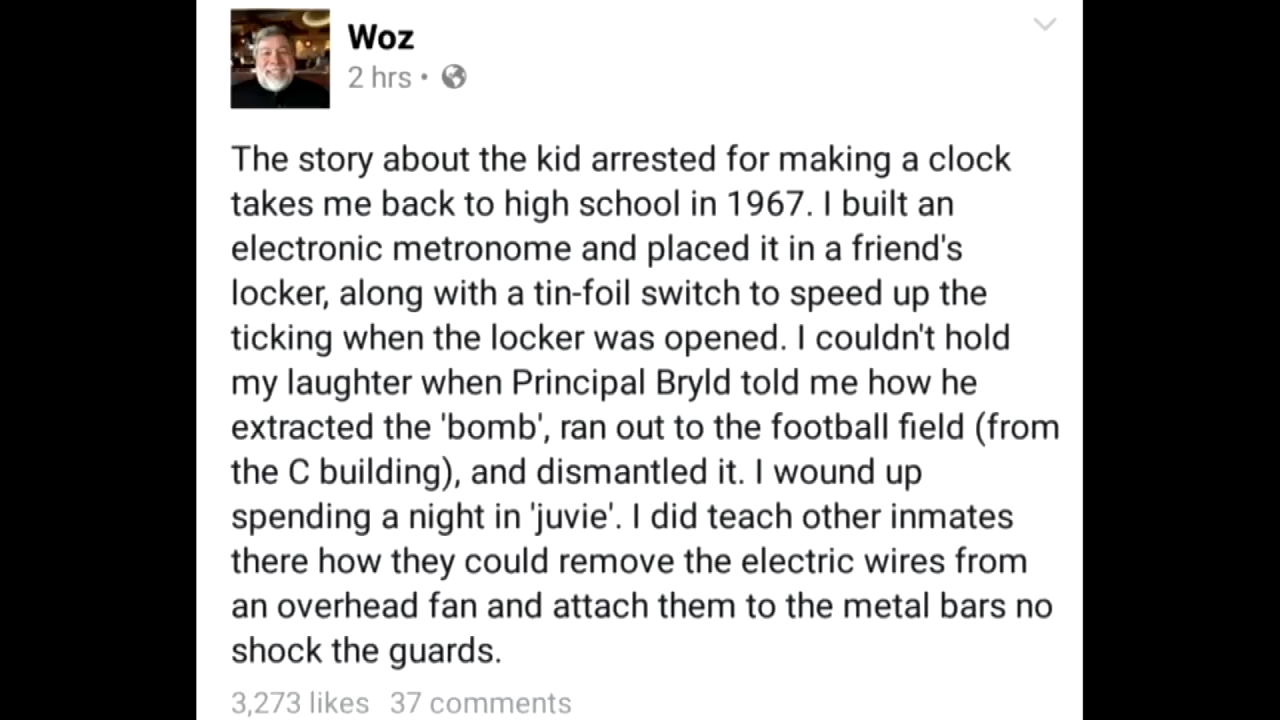 Woz
2 hrs •
The story about the kid arrested for making a clock
takes me back to high school in 1967. I built an
electronic metronome and placed it in a friend's
locker, along with a tin-foil switch to speed up the
ticking when the locker was opened. I couldn't hold
my laughter when Principal Bryld told me how he
extracted the 'bomb', ran out to the football field (from
the C building), and dismantled it. I wound up
spending a night in 'juvie'. I did teach other inmates
there how they could remove the electric wires from
an overhead fan and attach them to the metal bars no
shock the guards.
3,273 likes 37 comments